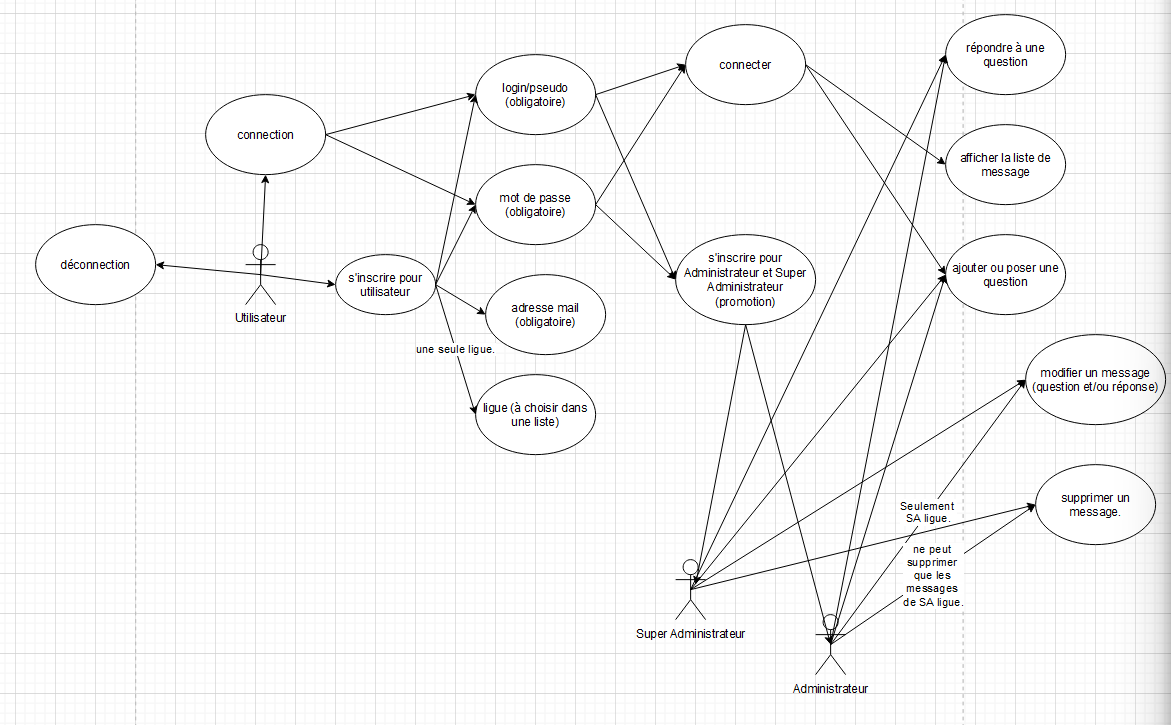 connection
déconnection
Utilisateur
s'inscrire pour
utilisateur
login/pseudo
(obligatoire)
mot de passe
(obligatoire)
adresse mail
(obligatoire)
une seule ligue.
ligue (à choisir dans
une liste)
connecter
s'inscrire pour
Administrateur et Super
Administrateur
(promotion)
répondre à une
question
afficher la liste de
message
ajouter ou poser une
question
modifier un message
(question et/ou réponse)
supprimer un
message.
Seulement
SA ligue.
ne peut
supprimer
que les
messages
de SA ligue.
Super Administrateur
Administrateur